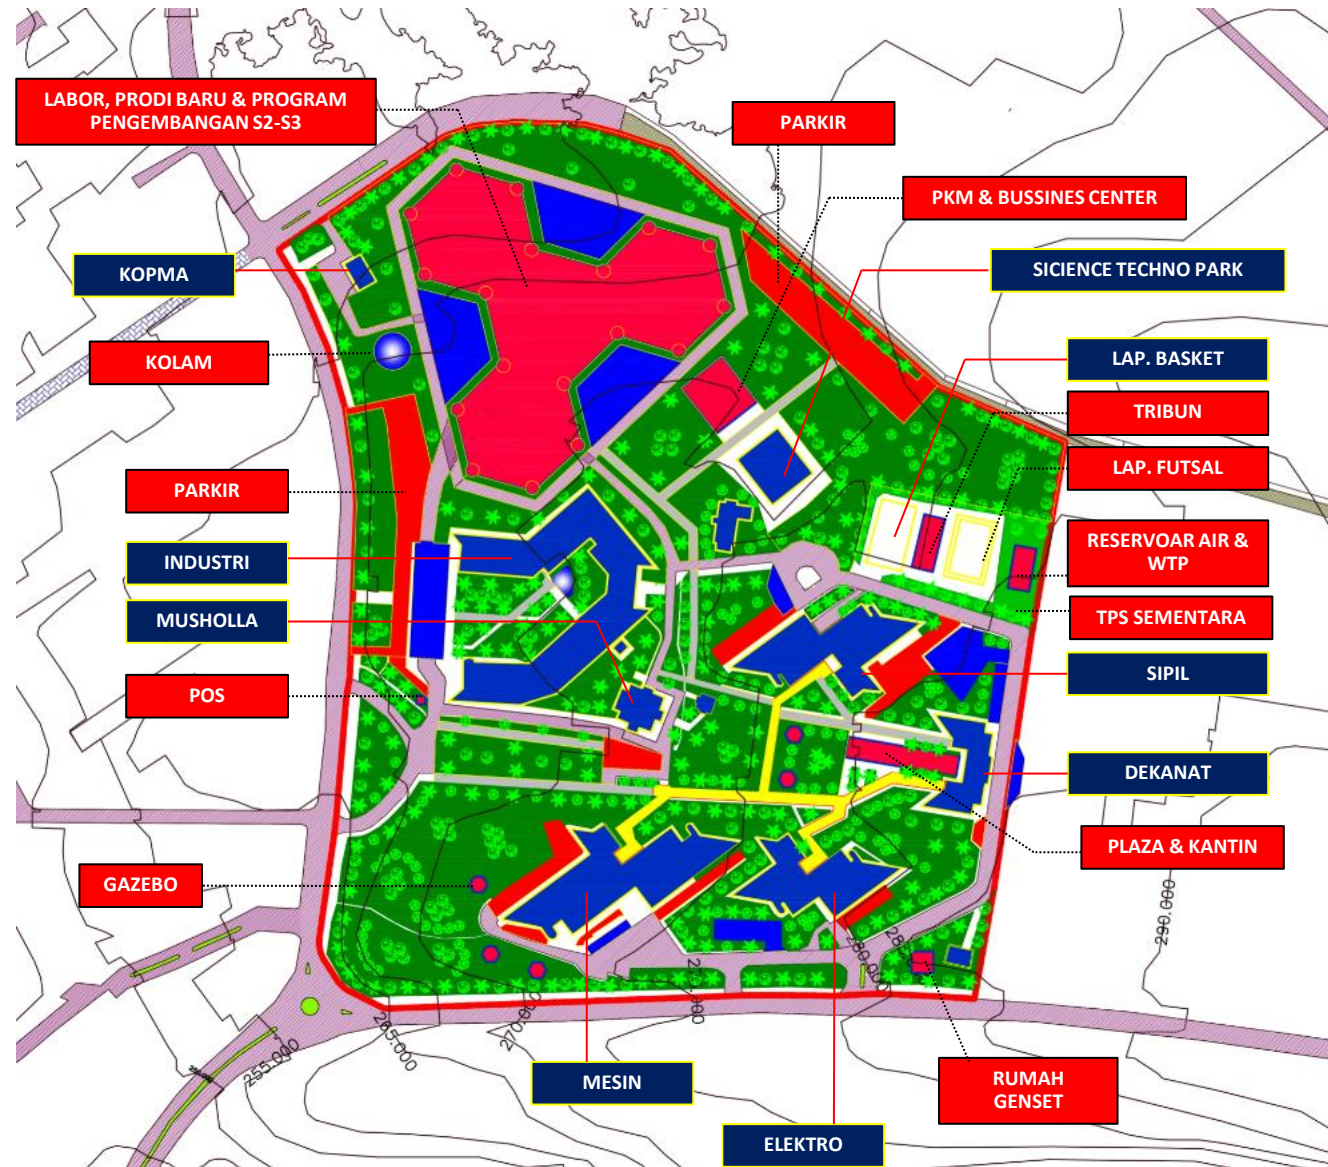 LABOR, PRODI BARU & PROGRAM
PENGEMBANGAN S2-S3
PARKIR
PKM & BUSSINES CENTER
KOPMA
SICIENCE TECHNO PARK
KOLAM
LAP. BASKET
TRIBUN
LAP. FUTSAL
PARKIR
RESERVOAR AIR &
WTP
INDUSTRI
MUSHOLLA
TPS SEMENTARA
SIPIL
POS
DEKANAT
PLAZA & KANTIN
GAZEBO
290.000
280.000
270.000
265.000
255.000
MESIN
RUMAH
GENSET
ELEKTRO